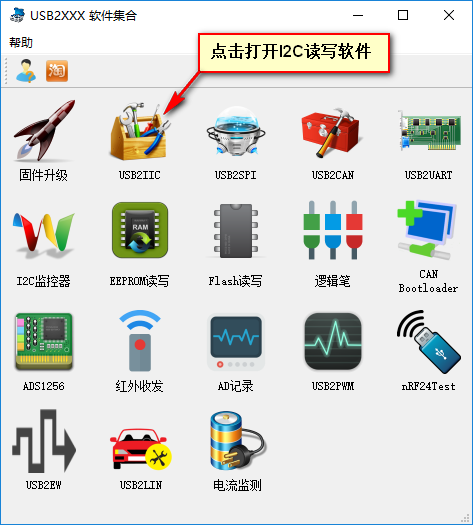 USB2XXX 软件集合
帮助
点击打开I2C读写软件
淘
固件升级
USB2IIC
USB2SPI
USB2CAN
USB2UART
RAM
I2C监控器
EEPROM读写
Flash读写
逻辑笔
CAN
Bootloader
ADS1256
红外收发
AD记录
USB2PWM
nRF24Test
USB2EW
USB2LIN
电流监测